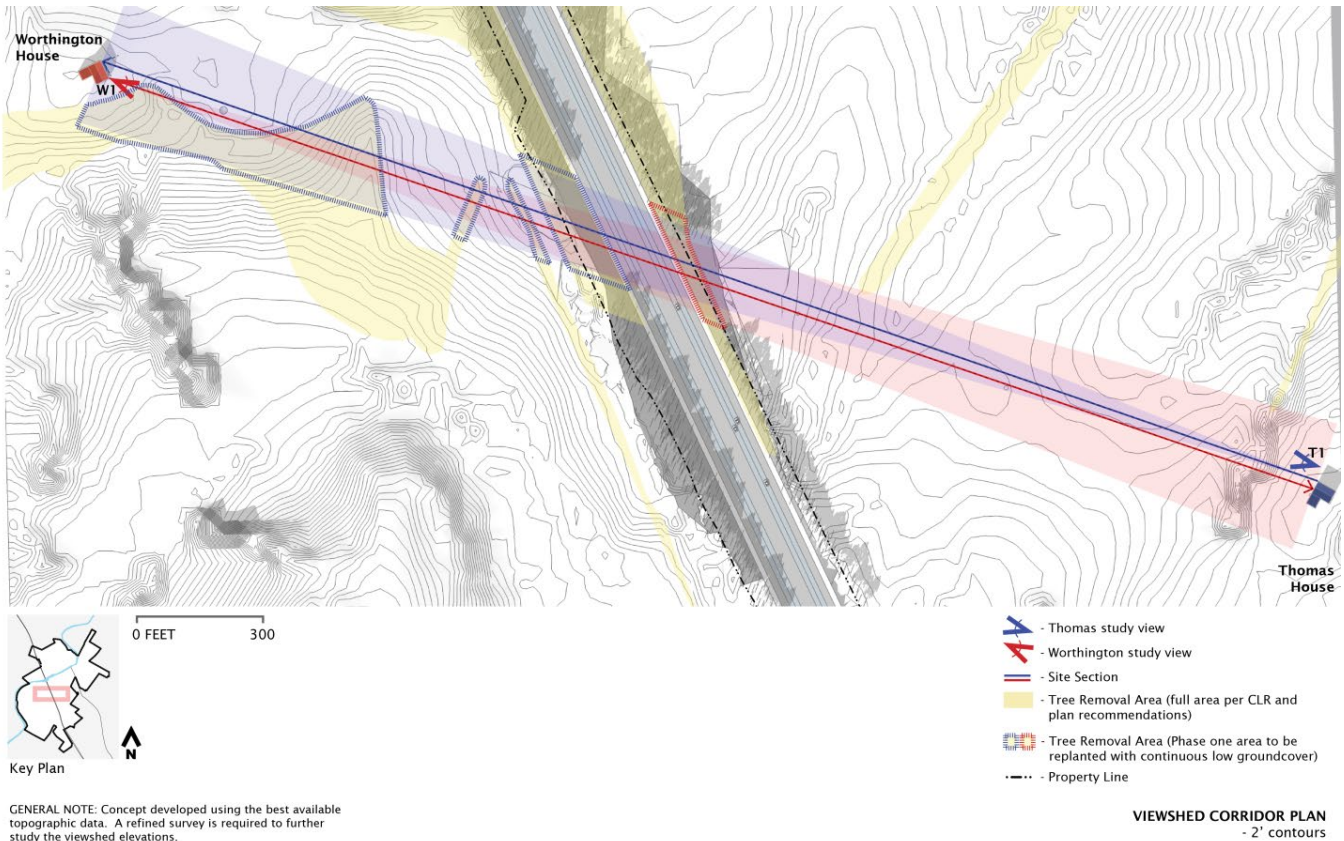 Worthington
House
W1
T1
Thomas
House
0 FEET 300
N
Key Plan
GENERAL NOTE: Concept developed using the best available
topographic data. A refined survey is required to further
study the viewshed elevations.
- Thomas study view
- Worthington study view
- Site Section
- Tree Removal Area (full area per CLR and
plan recommendations)
- Tree Removal Area (Phase one area to be
replanted with continuous low groundcover)
- Property Line
VIEWSHED CORRIDOR PLAN
- 2' contours